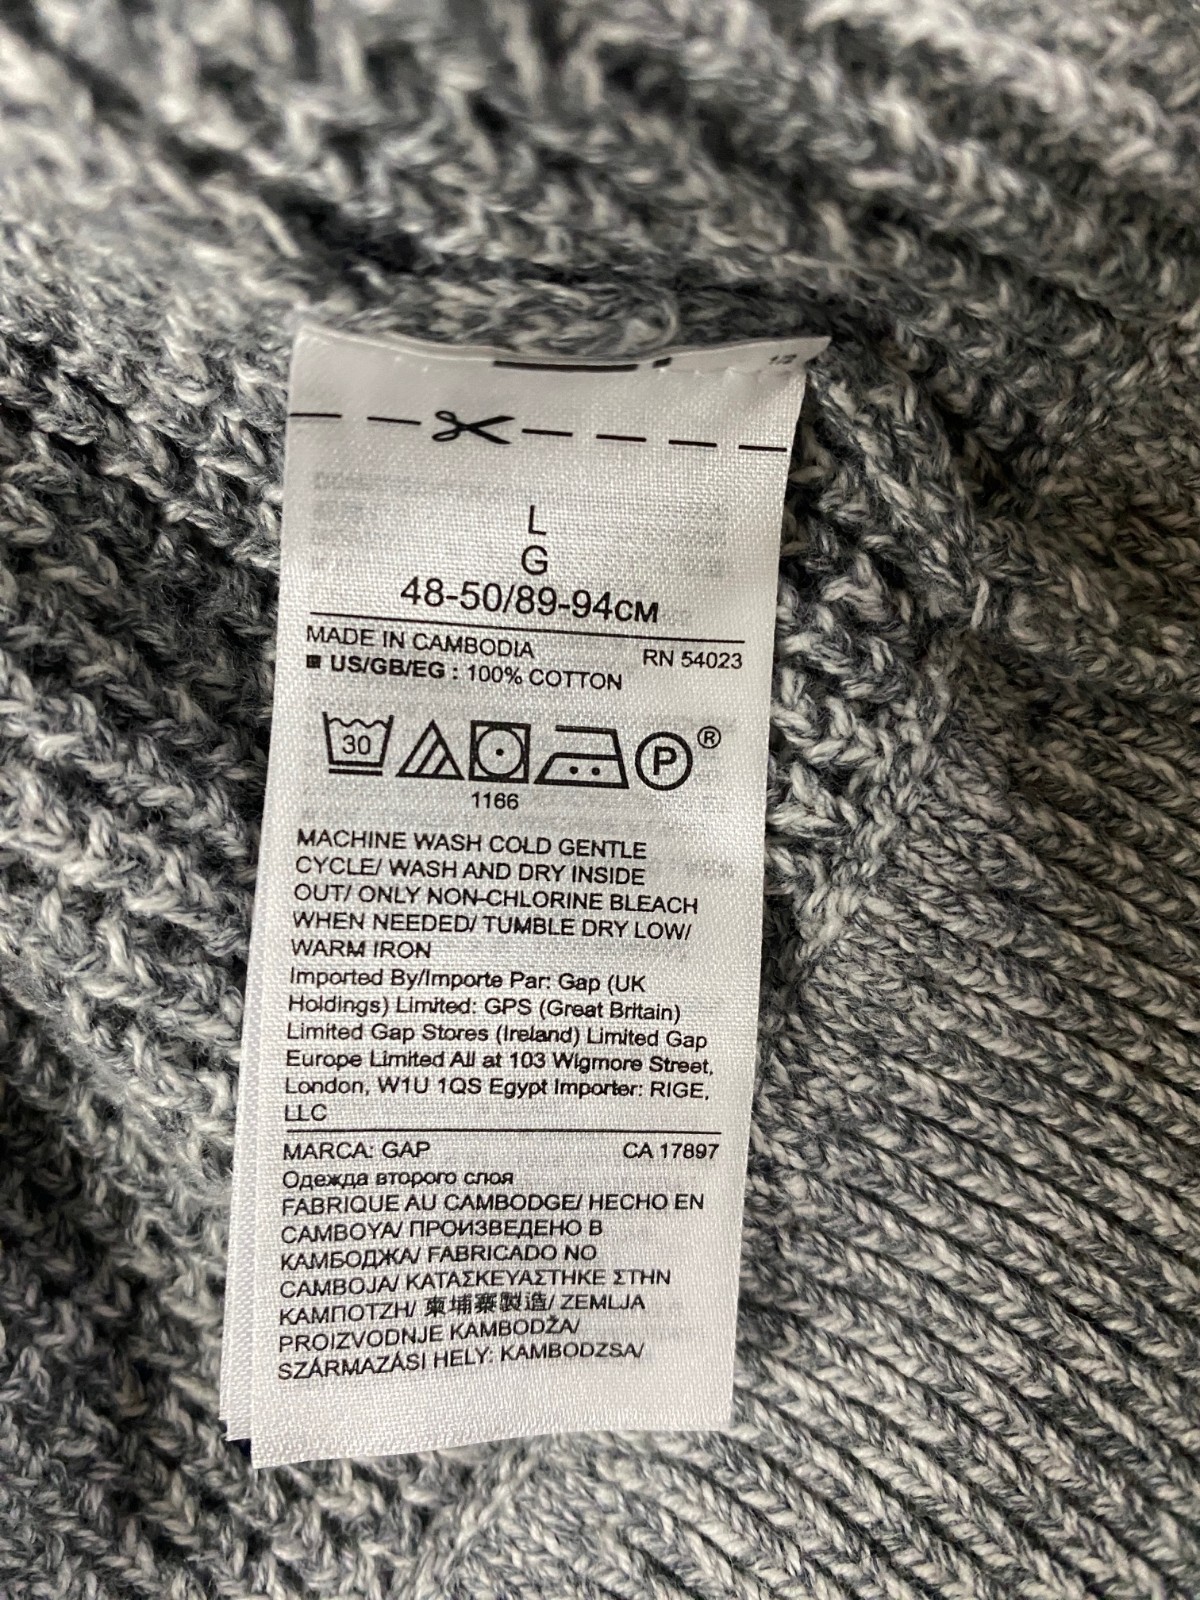 1/2
L
G
48-50/89-94CM
MADE IN CAMBODIA RN 54023
US/GB/EG : 100% COTTON
30 P ®
1166
MACHINE WASH COLD GENTLE
CYCLE/ WASH AND DRY INSIDE
OUT/ ONLY NON-CHLORINE BLEACH
WHEN NEEDED/ TUMBLE DRY LOW/
WARM IRON
Imported By/Importe Par: Gap (UK
Holdings) Limited: GPS (Great Britain)
Limited Gap Stores (Ireland) Limited Gap
Europe Limited All at 103 Wigmore Street,
London, W1U 1QS Egypt Importer: RIGE,
LLC
MARCA: GAP CA 17897
Одежда второго слоя
FABRIQUE AU CAMBODGE/ HECHO EN
CAMBOYA/ ПРОИЗВЕДЕНО В
КАМБОДЖА/ FABRICADO NO
CAMBOJA/ ΚΑΤΑΣΚΕΥΑΣΤΗΚΕ ΣΤΗΝ
ΚΑΜΠΟΤΖΗ/ 柬埔寨製造/ ZEMLJA
PROIZVODNJE KAMBODŽA/
SZÁRMAZÁSI HELY: KAMBODZSA/